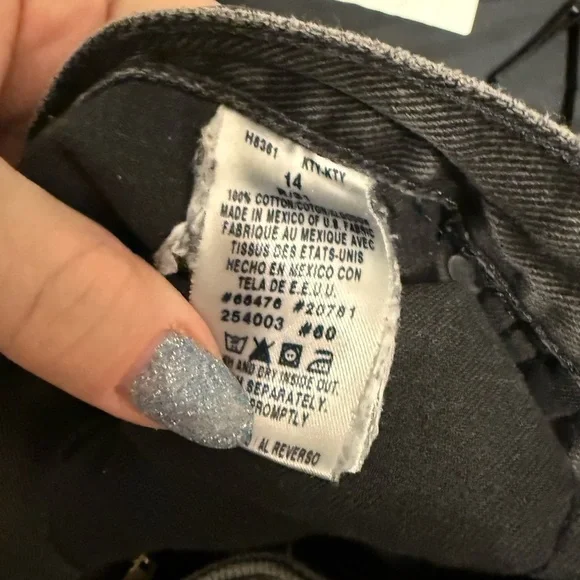 H6361 KTY-KTY
14
100% COTTON/COTON/ALGODON
MADE IN MEXICO OF U.S. FABRIC
FABRIQUE AU MEXIQUE AVEC
TISSUS DES ETATS-UNIS
HECHO EN MEXICO CON
TELA DE E.E.U.U.
#66476 #20781
254003 #60
AND DRY INSIDE OUT.
SEPARATELY.
PROMPTLY
/AL REVERSO